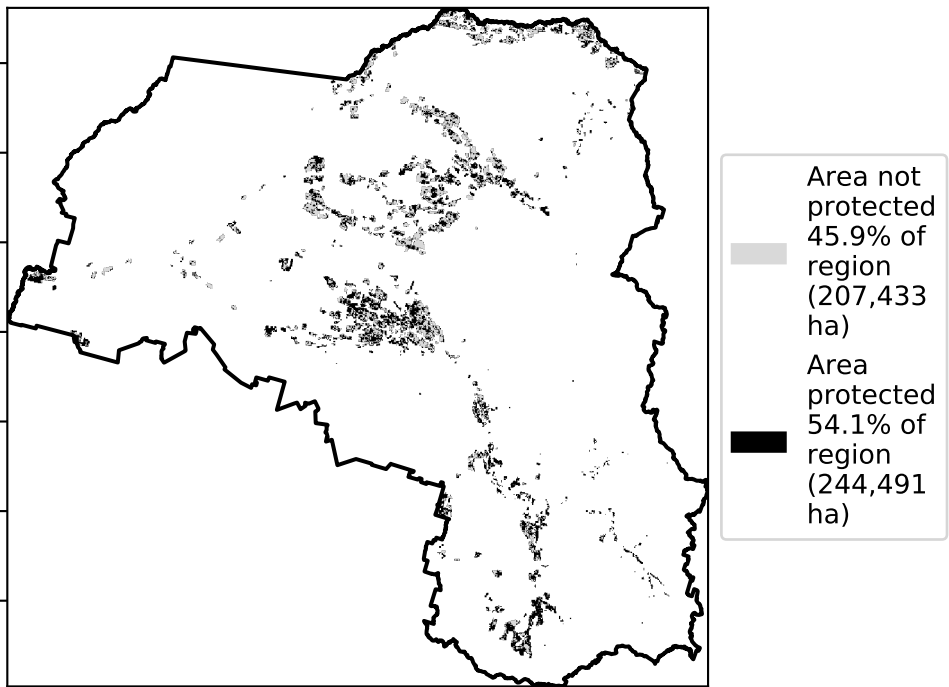 Area not
protected
45.9% of
region
(207,433
ha)
Area
protected
54.1% of
region
(244,491
ha)